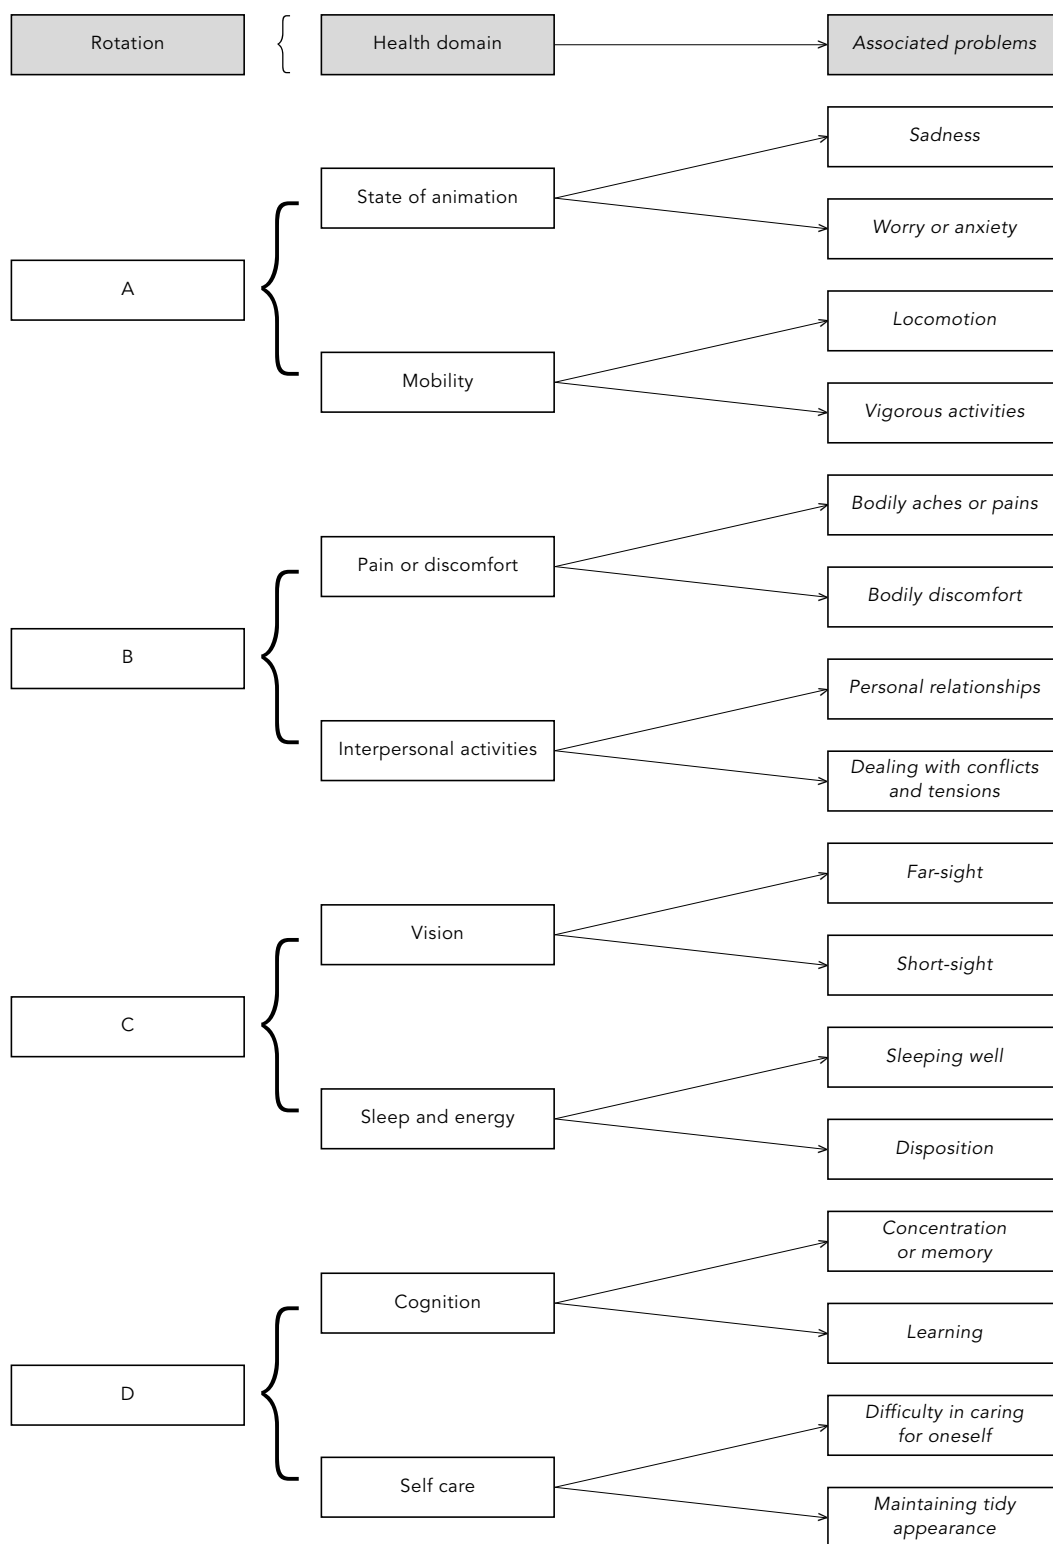 Rotation
Health domain
Associated problems
Sadness
State of animation
Worry or anxiety
A
Locomotion
Mobility
Vigorous activities
Bodily aches or pains
Pain or discomfort
Bodily discomfort
B
Personal relationships
Interpersonal activities
Dealing with conflicts
and tensions
Far-sight
Vision
Short-sight
C
Sleeping well
Sleep and energy
Disposition
Concentration
or memory
Cognition
Learning
D
Difficulty in caring
for oneself
Self care
Maintaining tidy
appearance